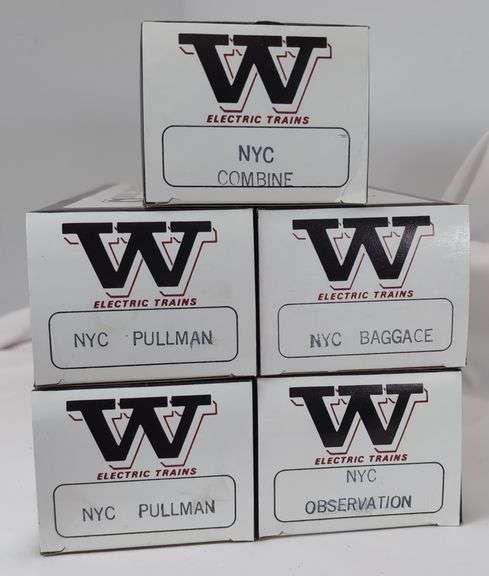 W
ELECTRIC TRAINS
NYC
COMBINE
W
ELECTRIC TRAINS
NYC PULLMAN
W
ELECTRIC TRAINS
NYC BAGGACE
W
ELECTRIC TRAINS
NYC PULLMAN
W
ELECTRIC TRAINS
NYC
OBSERVATION